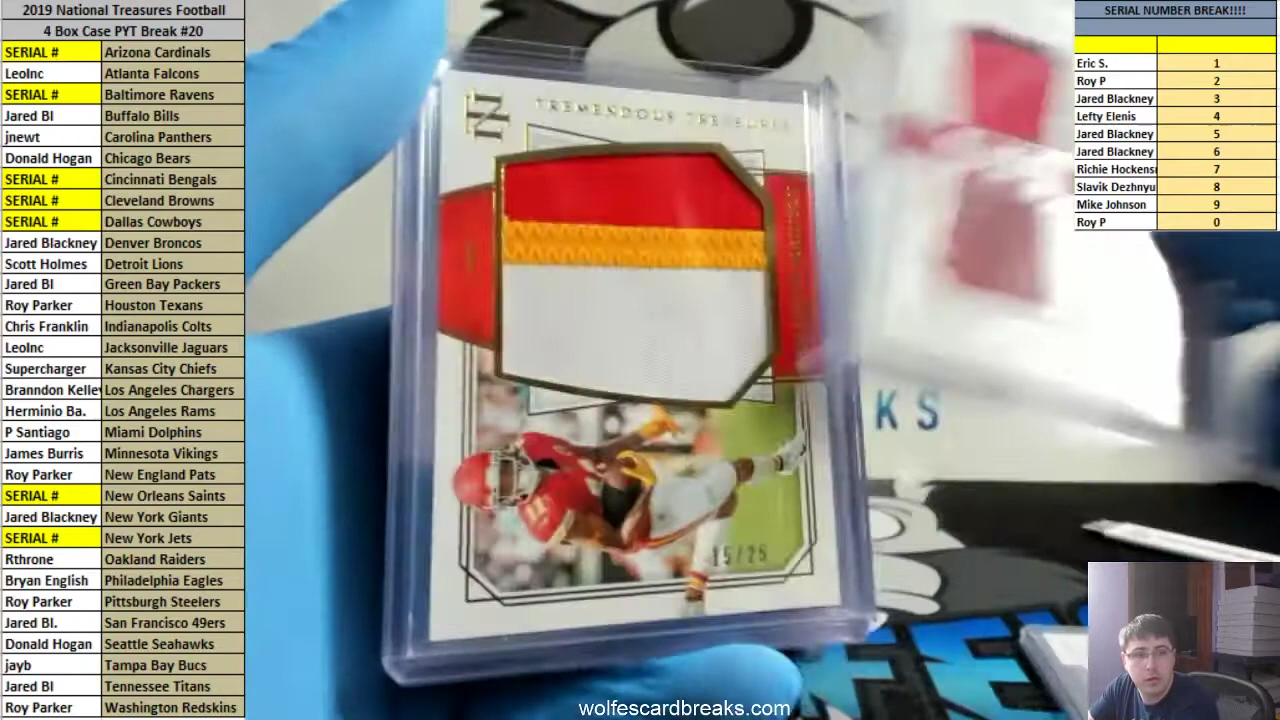 2019 National Treasures Football
4 Box Case PYT Break #20
SERIAL # Arizona Cardinals
LeoInc Atlanta Falcons
SERIAL # Baltimore Ravens
Jared Bl Buffalo Bills
jnewt Carolina Panthers
Donald Hogan Chicago Bears
SERIAL # Cincinnati Bengals
SERIAL # Cleveland Browns
SERIAL # Dallas Cowboys
Jared Blackney Denver Broncos
Scott Holmes Detroit Lions
Jared Bl Green Bay Packers
Roy Parker Houston Texans
Chris Franklin Indianapolis Colts
LeoInc Jacksonville Jaguars
Supercharger Kansas City Chiefs
Brandon Kelley Los Angeles Chargers
Herminio Ba. Los Angeles Rams
P Santiago Miami Dolphins
James Burris Minnesota Vikings
Roy Parker New England Pats
SERIAL # New Orleans Saints
Jared Blackney New York Giants
SERIAL # New York Jets
Rthrone Oakland Raiders
Bryan English Philadelphia Eagles
Roy Parker Pittsburgh Steelers
Jared Bl. San Francisco 49ers
Donald Hogan Seattle Seahawks
jayb Tampa Bay Bucs
Jared Bl Tennessee Titans
Roy Parker Washington Redskins
TREMENDOUS TREASURES
15/25
KS
SERIAL NUMBER BREAK!!!!
Eric S. 1
Roy P 2
Jared Blackney 3
Lefty Elenis 4
Jared Blackney 5
Jared Blackney 6
Richie Hockens 7
Slavik Dezhnyu 8
Mike Johnson 9
Roy P 0
wolfescardbreaks.com